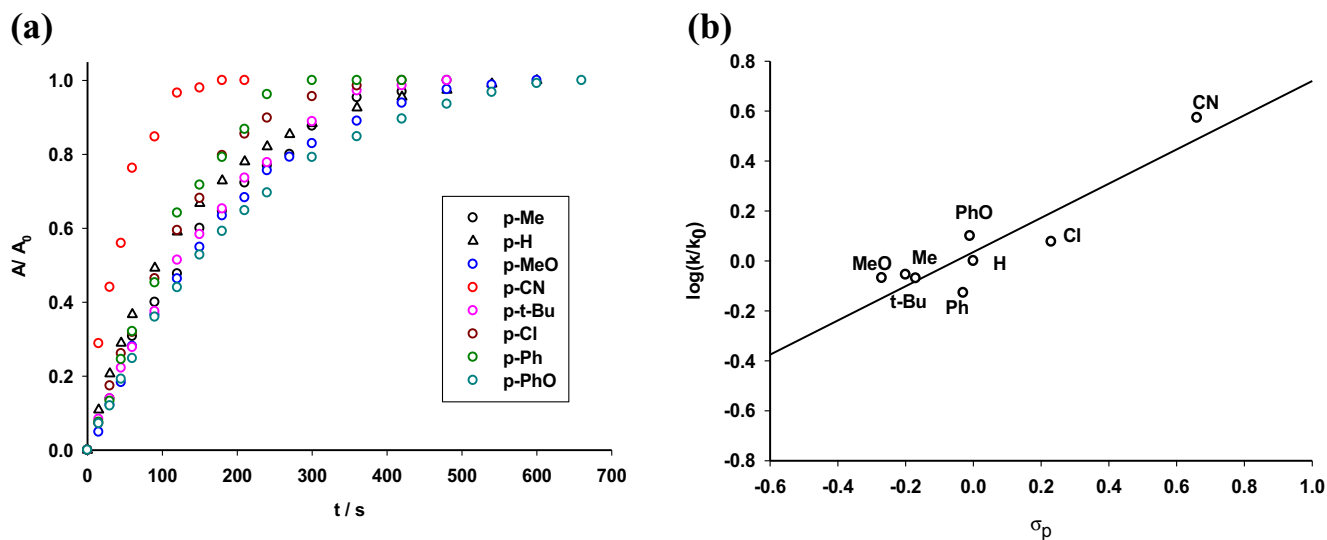 (a)
A/ A₀
1.0
0.8
0.6
0.4
0.2
0.0
p-Me
p-H
p-MeO
p-CN
p-t-Bu
p-Cl
p-Ph
p-PhO
0 100 200 300 400 500 600 700
t / s
(b)
log(k/k₀)
0.8
0.6
0.4
0.2
0.0
-0.2
-0.4
-0.6
-0.8
CN
PhO
Cl
MeO
Me
H
t-Bu
Ph
-0.6 -0.4 -0.2 0.0 0.2 0.4 0.6 0.8 1.0
σₚ